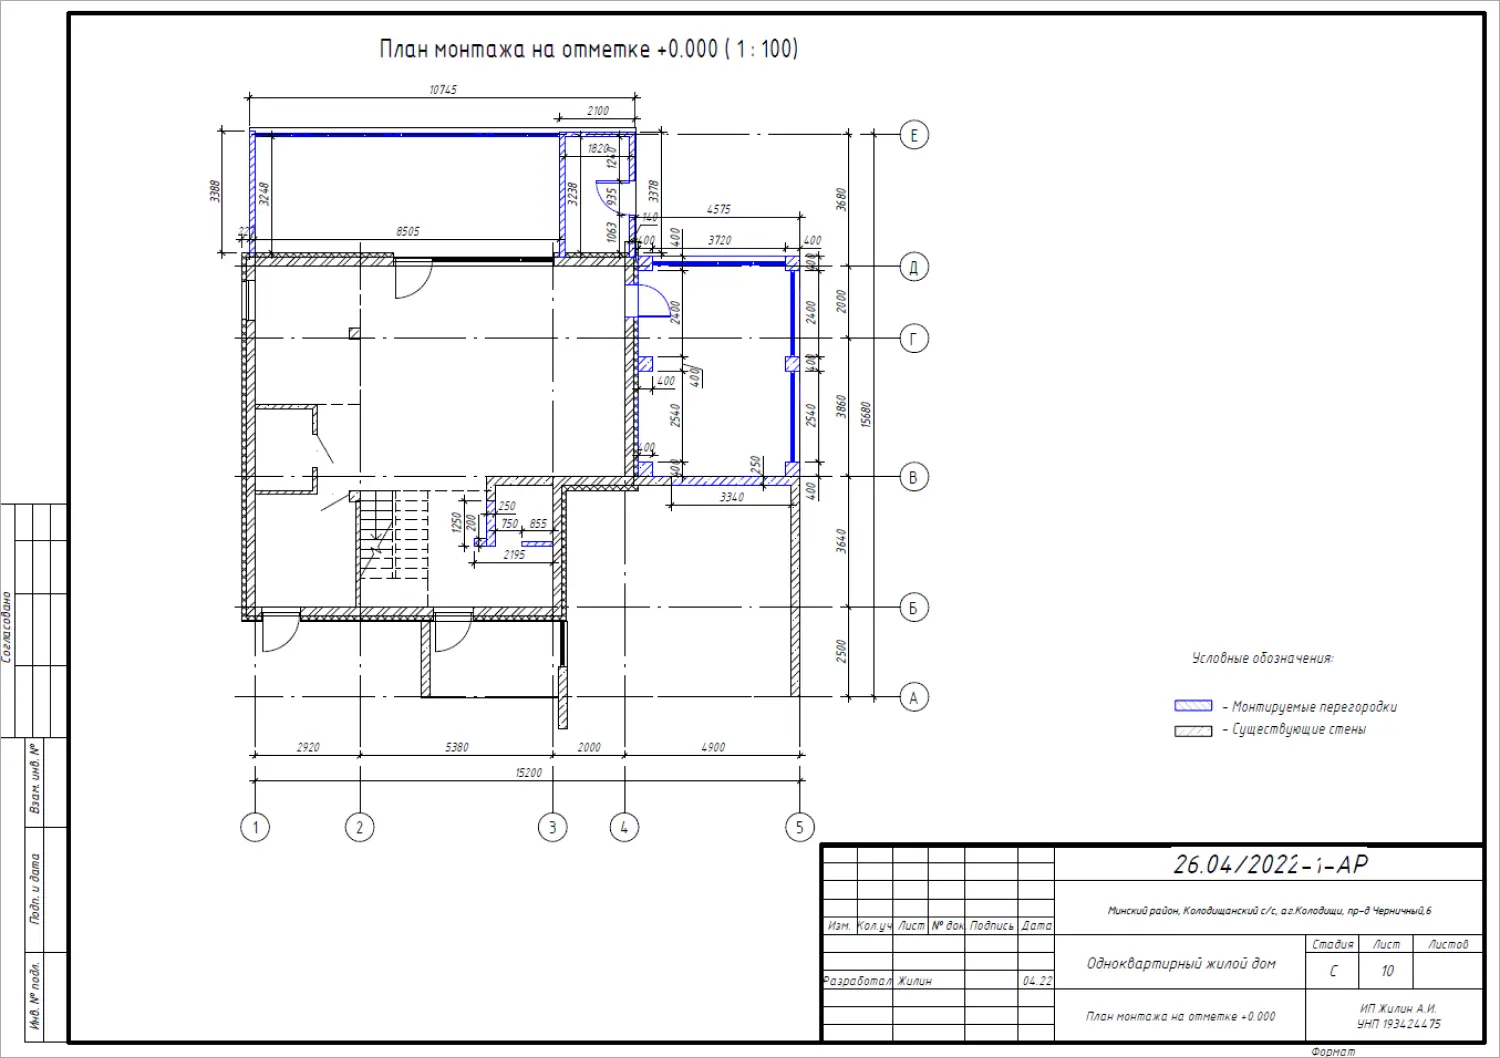 План монтажа на отметке +0.000 ( 1 : 100)
10745
2100
Е
1820
1240
3388
3248
3238
935
3378
3680
4575
140
22
8505
1063
400
400
3720
400
400
Д
2400
2400
2000
Г
400
400
400
400
2540
2540
3860
15680
400
400
250
400
В
3340
250
1250
200
750
855
2195
3640
Б
2500
А
Условные обозначения:
- Монтируемые перегородки
- Существующие стены
2920
5380
2000
4900
15200
1
2
3
4
5
Согласовано
Взам. инв. №
Подп. и дата
Инв. № подл.
26.04/2022-1-АР
Минский район, Колодищанский с/с, аг.Колодищи, пр-д Черничный,6
Изм. Кол.уч Лист № док. Подпись Дата
Одноквартирный жилой дом
Стадия Лист Листов
С 10
Разработал Жилин 04.22
План монтажа на отметке +0.000
ИП Жилин А.И.
УНП 193424475
Формат